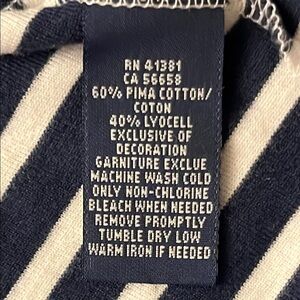 RN 41381
CA 56658
60% PIMA COTTON/
COTON
40% LYOCELL
EXCLUSIVE OF
DECORATION
GARNITURE EXCLUE
MACHINE WASH COLD
ONLY NON-CHLORINE
BLEACH WHEN NEEDED
REMOVE PROMPTLY
TUMBLE DRY LOW
WARM IRON IF NEEDED